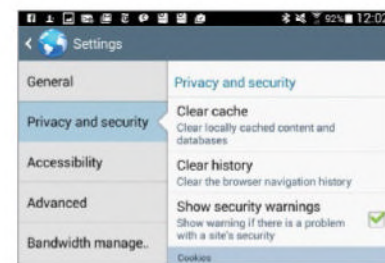 92% 12:02
Settings
General
Privacy and security
Accessibility
Advanced
Bandwidth manage..
Privacy and security
Clear cache
Clear locally cached content and
databases
Clear history
Clear the browser navigation history
Show security warnings
Show warning if there is a problem
with a site's security
Cookies